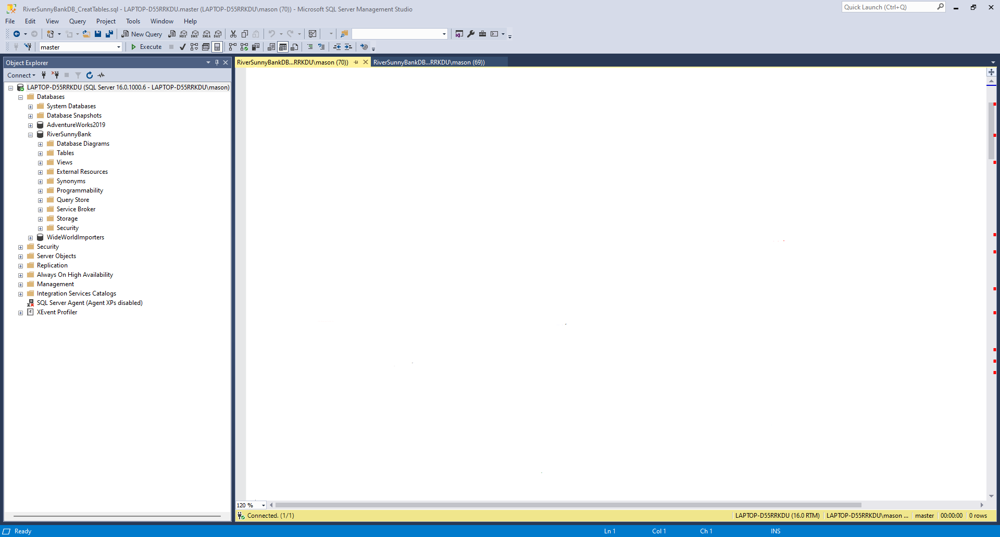 RiverSunnyBankDB_CreatTables.sql - LAPTOP-D55RRKDU.master (LAPTOP-D55RRKDU\mason (70)) - Microsoft SQL Server Management Studio
Quick Launch (Ctrl+Q)
File Edit View Query Project Tools Window Help
New Query MDX DMX XMLA DAX
master Execute
Object Explorer
RiverSunnyBankDB...RRKDU\mason (70)) RiverSunnyBankDB...RRKDU\mason (69))
Connect
LAPTOP-D55RRKDU (SQL Server 16.0.1000.6 - LAPTOP-D55RRKDU\mason)
Databases
System Databases
Database Snapshots
AdventureWorks2019
RiverSunnyBank
Database Diagrams
Tables
Views
External Resources
Synonyms
Programmability
Query Store
Service Broker
Storage
Security
WideWorldImporters
Security
Server Objects
Replication
Always On High Availability
Management
Integration Services Catalogs
SQL Server Agent (Agent XPs disabled)
XEvent Profiler
120 %
Connected. (1/1) LAPTOP-D55RRKDU (16.0 RTM) LAPTOP-D55RRKDU\mason ... master 00:00:00 0 rows
Ready Ln 1 Col 1 Ch 1 INS